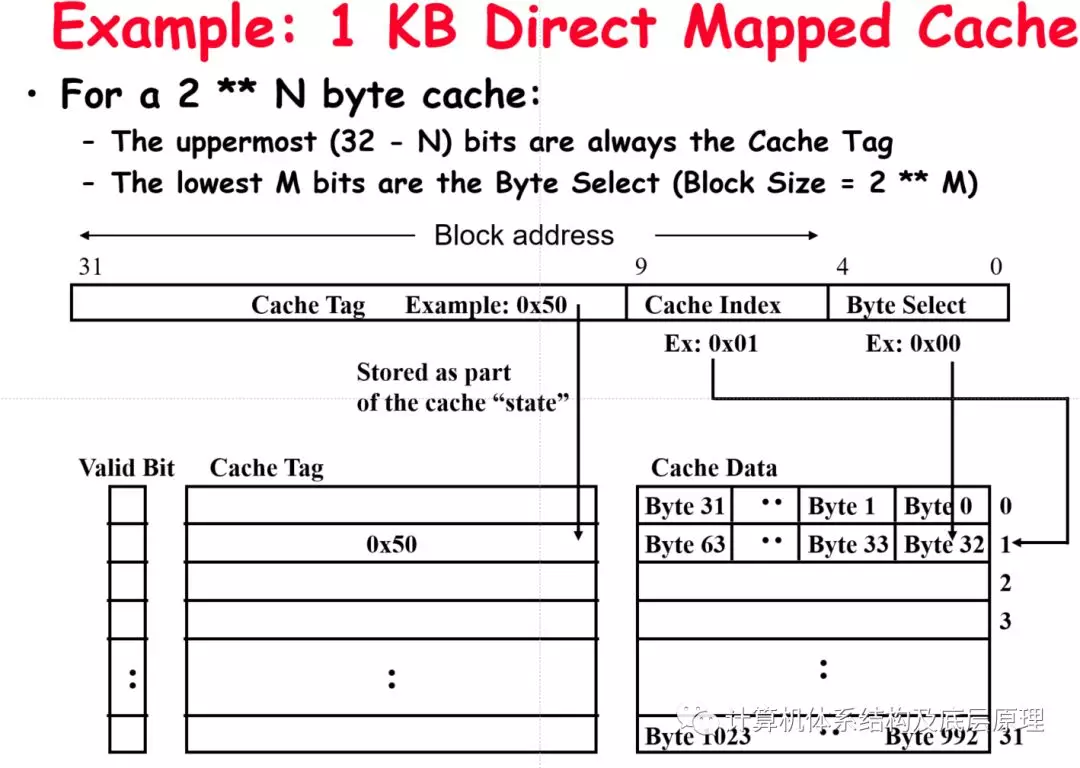 Example: 1 KB Direct Mapped Cache
• For a 2 ** N byte cache:
– The uppermost (32 - N) bits are always the Cache Tag
– The lowest M bits are the Byte Select (Block Size = 2 ** M)
Block address
31 9 4 0
Cache Tag Example: 0x50 Cache Index Byte Select
Ex: 0x01 Ex: 0x00
Stored as part
of the cache “state”
Valid Bit Cache Tag Cache Data
Byte 31 •• Byte 1 Byte 0 0
0x50 Byte 63 •• Byte 33 Byte 32 1
2
3
: : :
计算机体系结构及底层原理
Byte 1023 •• Byte 992 31